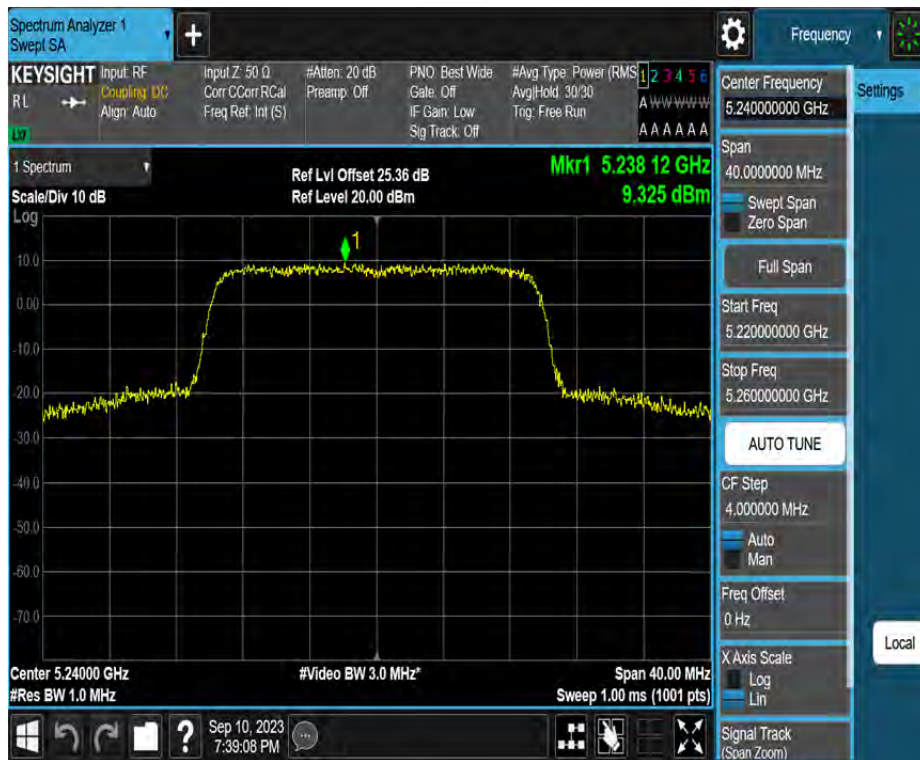 Spectrum Analyzer 1
Swept SA
+
Frequency
KEYSIGHT
RL
LXI
Input: RF
Coupling: DC
Align: Auto
Input Z: 50 Ω
Corr CCorr RCal
Freq Ref: Int (S)
#Atten: 20 dB
Preamp: Off
PNO: Best Wide
Gate: Off
IF Gain: Low
Sig Track: Off
#Avg Type: Power (RMS
Avg|Hold: 30/30
Trig: Free Run
1 2 3 4 5 6
A W W W W W
A A A A A A
1 Spectrum
Scale/Div 10 dB
Log
Ref Lvl Offset 25.36 dB
Ref Level 20.00 dBm
Mkr1 5.238 12 GHz
9.325 dBm
1
10.0
0.00
-10.0
-20.0
-30.0
-40.0
-50.0
-60.0
-70.0
Center 5.24000 GHz
#Res BW 1.0 MHz
#Video BW 3.0 MHz*
Span 40.00 MHz
Sweep 1.00 ms (1001 pts)
?
Sep 10, 2023
7:39:08 PM
Center Frequency
5.240000000 GHz
Span
40.0000000 MHz
Swept Span
Zero Span
Full Span
Start Freq
5.220000000 GHz
Stop Freq
5.260000000 GHz
AUTO TUNE
CF Step
4.000000 MHz
Auto
Man
Freq Offset
0 Hz
X Axis Scale
Log
Lin
Signal Track
(Span Zoom)
Settings
Local